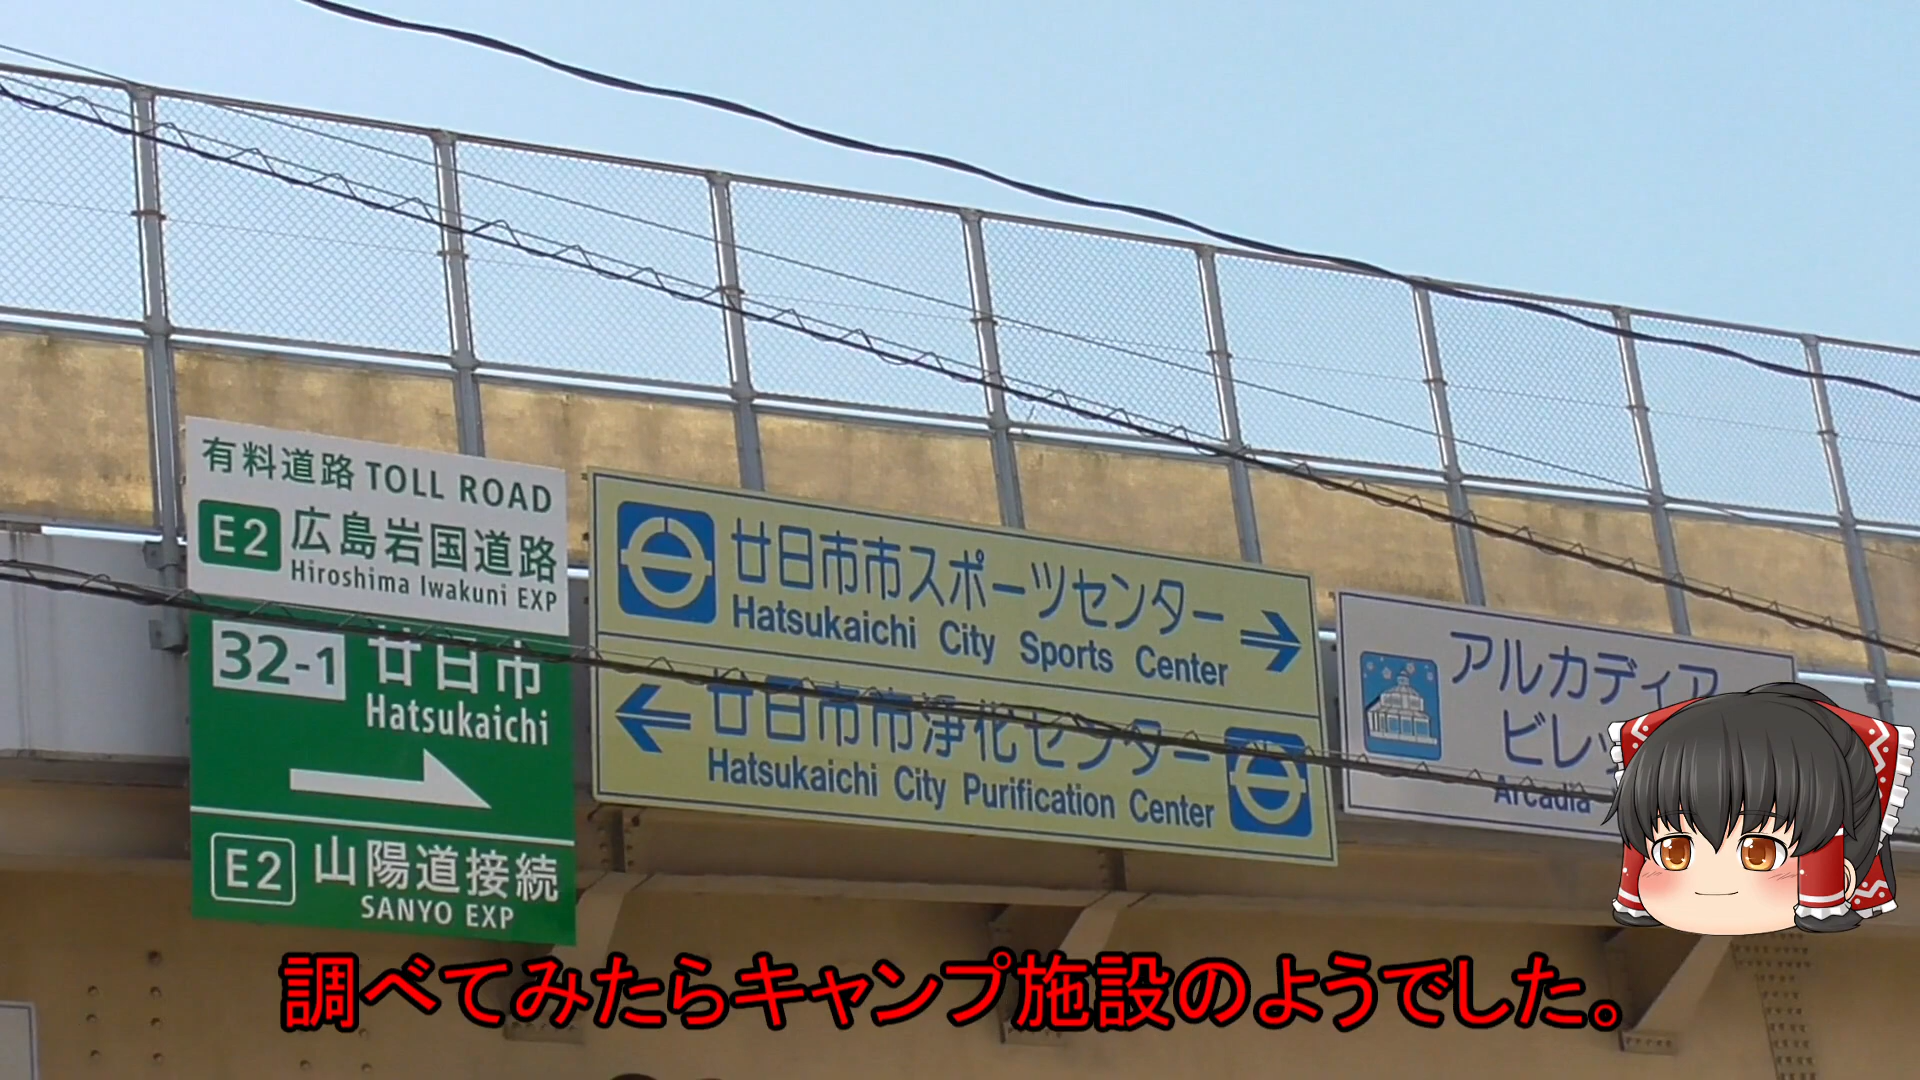 有料道路 TOLL ROAD
E2 広島岩国道路
Hiroshima Iwakuni EXP
32-1 廿日市
Hatsukaichi
E2 山陽道接続
SANYO EXP
廿日市市スポーツセンター
Hatsukaichi City Sports Center
廿日市市浄化センター
Hatsukaichi City Purification Center
アルカディア
ビレッ
Arcadia
調べてみたらキャンプ施設のようでした。